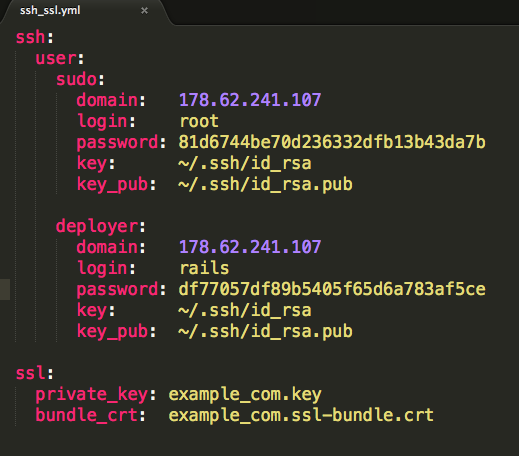 ssh_ssl.yml ×
ssh:
user:
sudo:
domain: 178.62.241.107
login: root
password: 81d6744be70d236332dfb13b43da7b
key: ~/.ssh/id_rsa
key_pub: ~/.ssh/id_rsa.pub
deployer:
domain: 178.62.241.107
login: rails
password: df77057df89b5405f65d6a783af5ce
key: ~/.ssh/id_rsa
key_pub: ~/.ssh/id_rsa.pub
ssl:
private_key: example_com.key
bundle_crt: example_com.ssl-bundle.crt